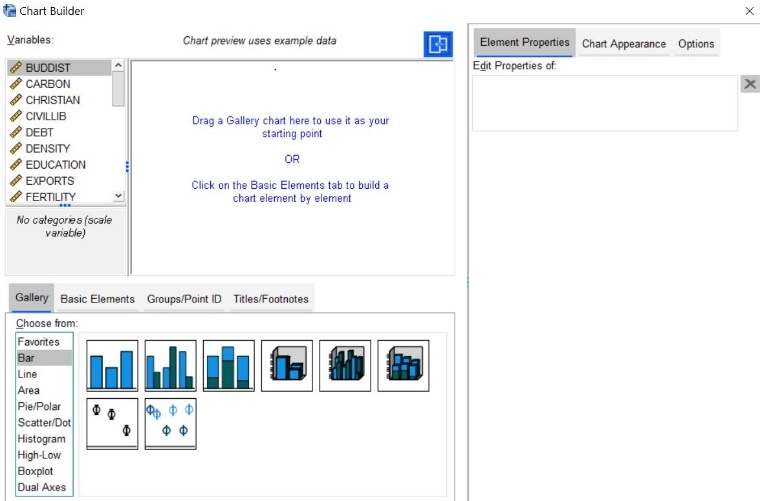 Chart Builder
Variables:
Chart preview uses example data
BUDDIST
CARBON
CHRISTIAN
CIVILLIB
DEBT
DENSITY
EDUCATION
EXPORTS
FERTILITY
No categories (scale
variable)
Drag a Gallery chart here to use it as your
starting point
OR
Click on the Basic Elements tab to build a
chart element by element
Element Properties
Chart Appearance
Options
Edit Properties of:
Gallery
Basic Elements
Groups/Point ID
Titles/Footnotes
Choose from:
Favorites
Bar
Line
Area
Pie/Polar
Scatter/Dot
Histogram
High-Low
Boxplot
Dual Axes